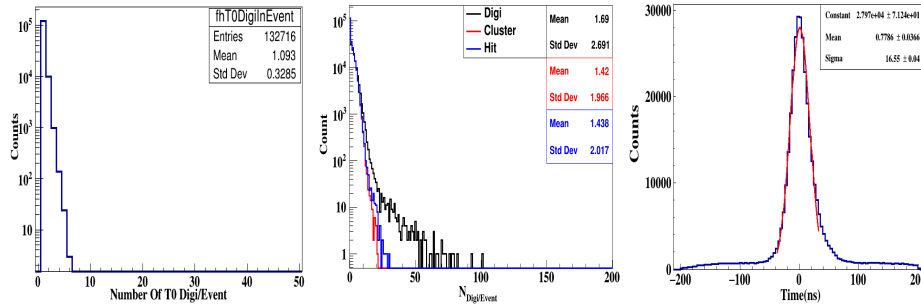 fhT0DigiInEvent
Entries 132716
Mean 1.093
Std Dev 0.3285
Counts
10^5
10^4
10^3
10^2
10
0 10 20 30 40 50
Number Of T0 Digi/Event
Digi
Cluster
Hit
Mean 1.69
Std Dev 2.691
Mean 1.42
Std Dev 1.966
Mean 1.438
Std Dev 2.017
Count
10^5
10^4
10^3
10^2
10
1
0 50 100 150 200
N_Digi/Event
Constant 2.797e+04 ± 7.124e+01
Mean 0.7786 ± 0.0366
Sigma 16.55 ± 0.04
Counts
30000
20000
10000
0
−200 −100 0 100 20
Time(ns)